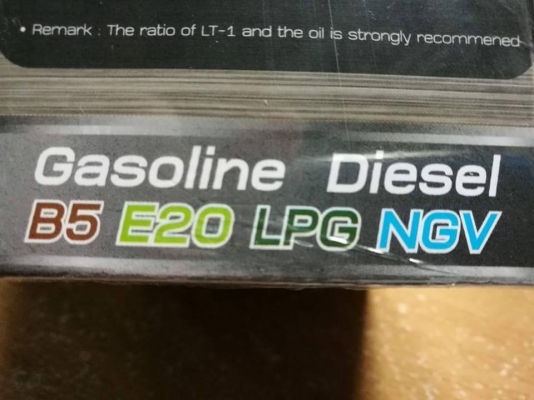 • Remark : The ratio of LT-1 and the oil is strongly recommened
Gasoline Diesel
B5 E20 LPG NGV